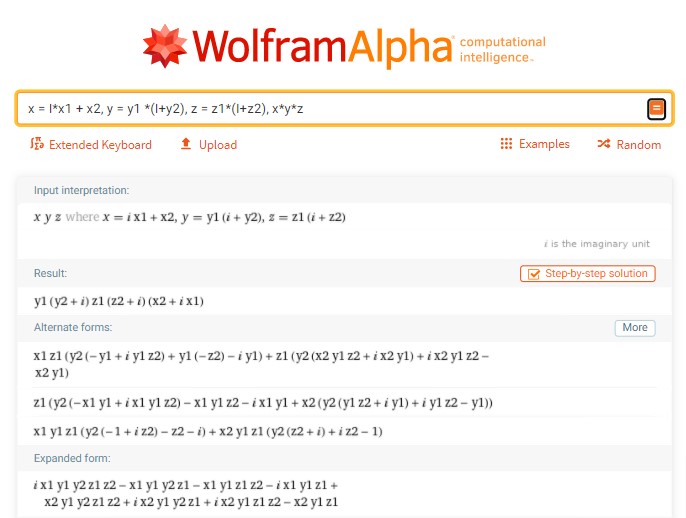 WolframAlpha computational intelligence.
x = I*x1 + x2, y = y1 *(I+y2), z = z1*(I+z2), x*y*z
Extended Keyboard Upload Examples Random
Input interpretation:
x y z where x = i x1 + x2, y = y1 (i + y2), z = z1 (i + z2)
i is the imaginary unit
Result: Step-by-step solution
y1 (y2 + i) z1 (z2 + i) (x2 + i x1)
Alternate forms: More
x1 z1 (y2 (−y1 + i y1 z2) + y1 (−z2) − i y1) + z1 (y2 (x2 y1 z2 + i x2 y1) + i x2 y1 z2 −
x2 y1)
z1 (y2 (−x1 y1 + i x1 y1 z2) − x1 y1 z2 − i x1 y1 + x2 (y2 (y1 z2 + i y1) + i y1 z2 − y1))
x1 y1 z1 (y2 (−1 + i z2) − z2 − i) + x2 y1 z1 (y2 (z2 + i) + i z2 − 1)
Expanded form:
i x1 y1 y2 z1 z2 − x1 y1 y2 z1 − x1 y1 z1 z2 − i x1 y1 z1 +
x2 y1 y2 z1 z2 + i x2 y1 y2 z1 + i x2 y1 z1 z2 − x2 y1 z1